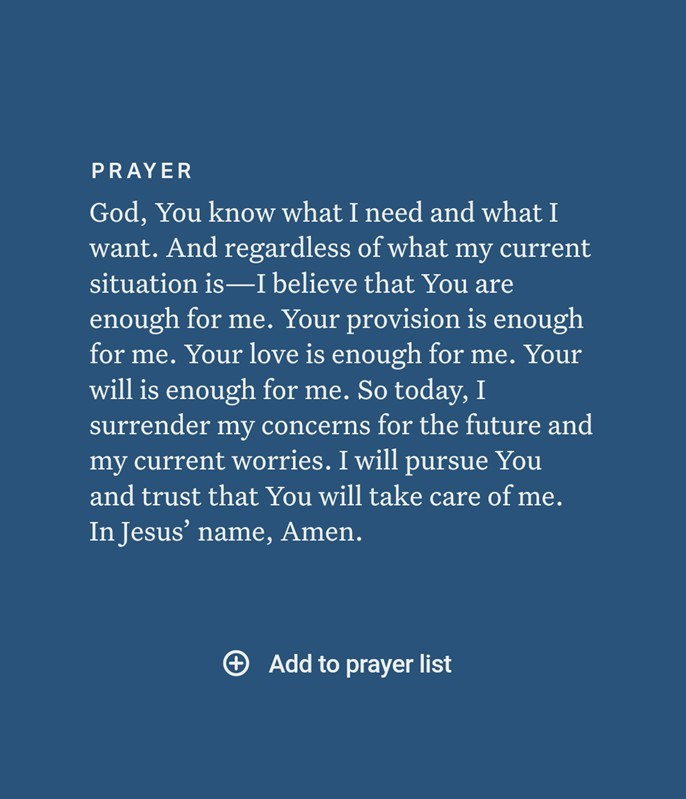 PRAYER
God, You know what I need and what I
want. And regardless of what my current
situation is—I believe that You are
enough for me. Your provision is enough
for me. Your love is enough for me. Your
will is enough for me. So today, I
surrender my concerns for the future and
my current worries. I will pursue You
and trust that You will take care of me.
In Jesus’ name, Amen.
Add to prayer list